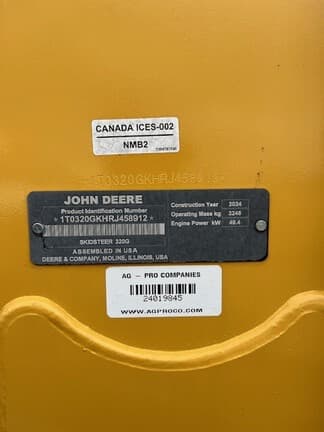 CANADA ICES-002
NMB2
*1T0320GKHRJ458912*
JOHN DEERE
Product Identification Number
*1T0320GKHRJ458912*
SKIDSTEER 320G
ASSEMBLED IN USA
DEERE & COMPANY, MOLINE, ILLINOIS, USA
Construction Year 2024
Operating Mass kg 3248
Engine Power kW 49.4
AG - PRO COMPANIES
24019845
WWW.AGPROCO.COM